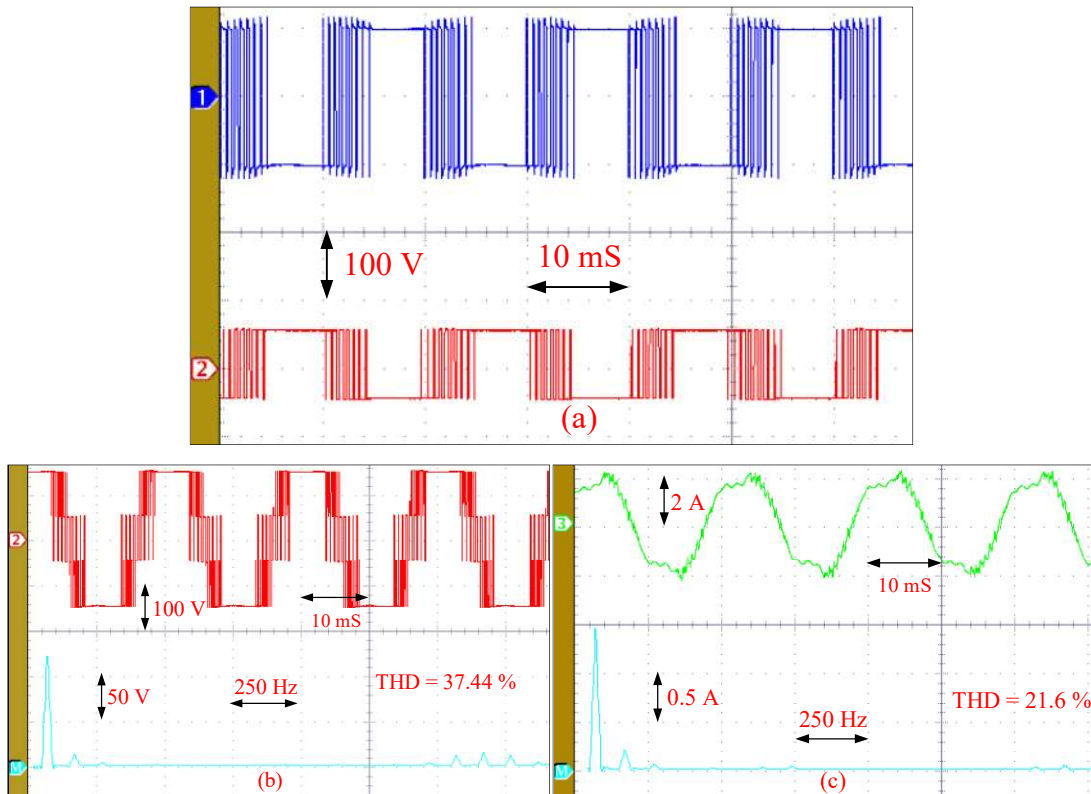 1
100 V
10 mS
2
(a)
2
100 V
10 mS
50 V
250 Hz
THD = 37.44 %
M
(b)
3
2 A
10 mS
0.5 A
250 Hz
THD = 21.6 %
M
(c)